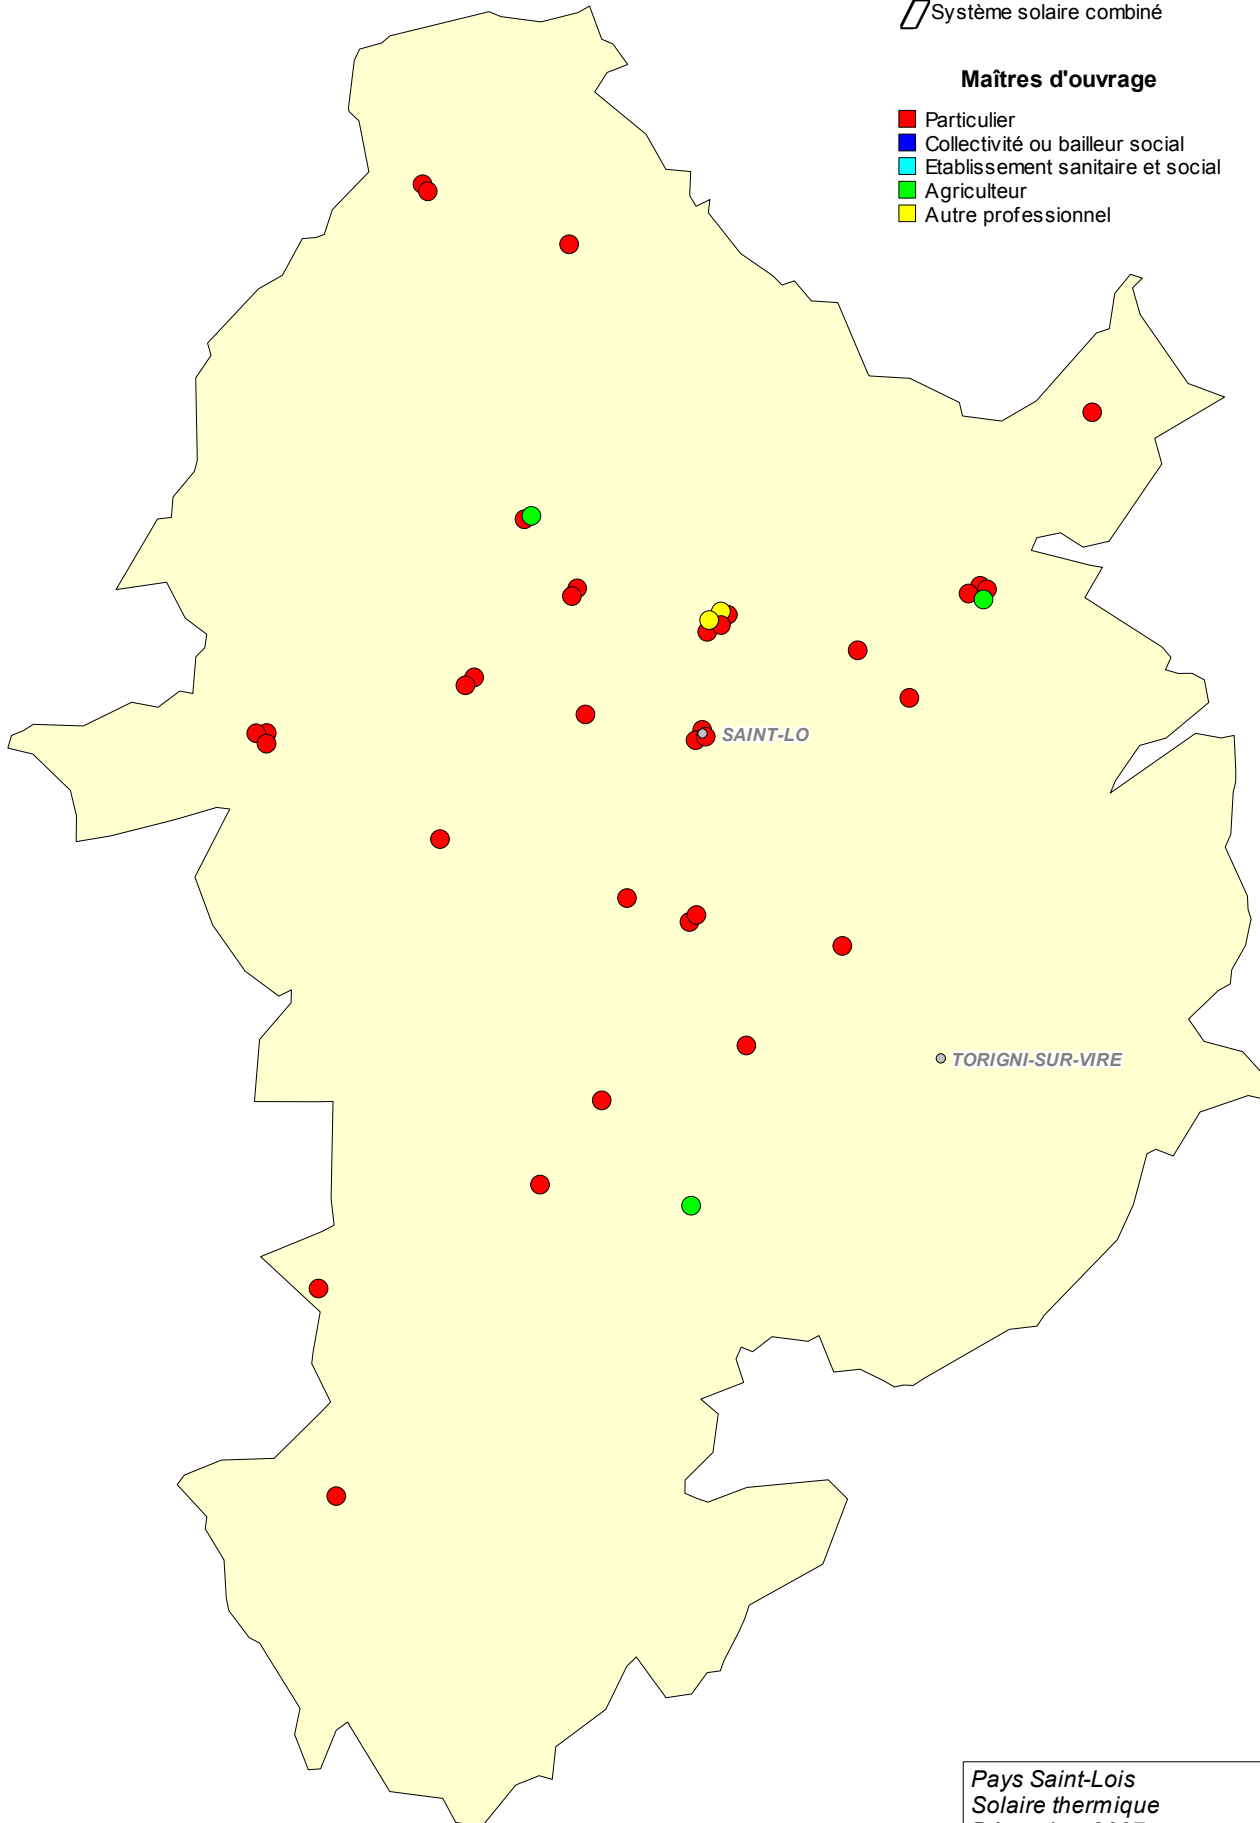 Système solaire combiné
Maîtres d'ouvrage
Particulier
Collectivité ou bailleur social
Etablissement sanitaire et social
Agriculteur
Autre professionnel
SAINT-LO
TORIGNI-SUR-VIRE
Pays Saint-Lois
Solaire thermique